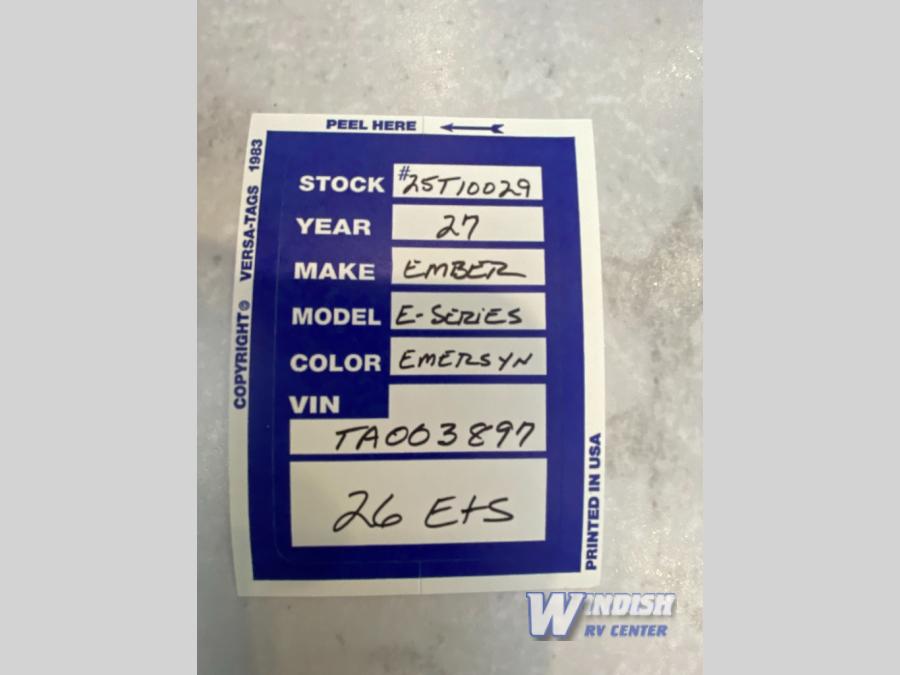 PEEL HERE
COPYRIGHT © VERSA-TAGS 1983
STOCK #25T10029
YEAR 27
MAKE EMBER
MODEL E-SERIES
COLOR EMERSYN
VIN
TA003897
26 EtS
PRINTED IN USA
WINDISH
RV CENTER